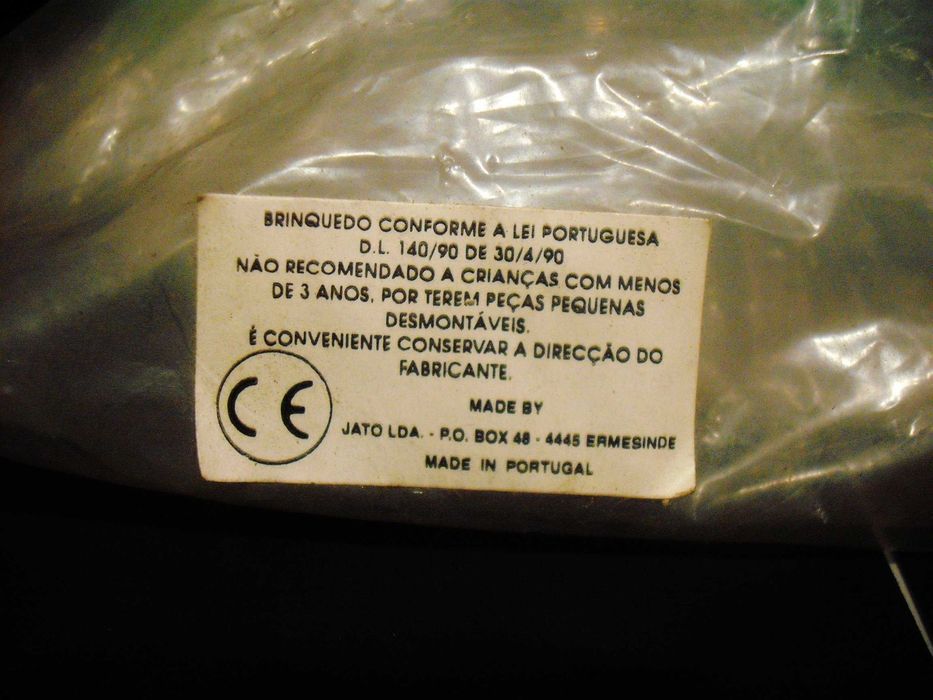 BRINQUEDO CONFORME A LEI PORTUGUESA
D.L. 140/90 DE 30/4/90
NÃO RECOMENDADO A CRIANÇAS COM MENOS
DE 3 ANOS, POR TEREM PEÇAS PEQUENAS
DESMONTÁVEIS.
É CONVENIENTE CONSERVAR A DIRECÇÃO DO
FABRICANTE.
CE
MADE BY
JATO LDA. - P.O. BOX 48 - 4445 ERMESINDE
MADE IN PORTUGAL